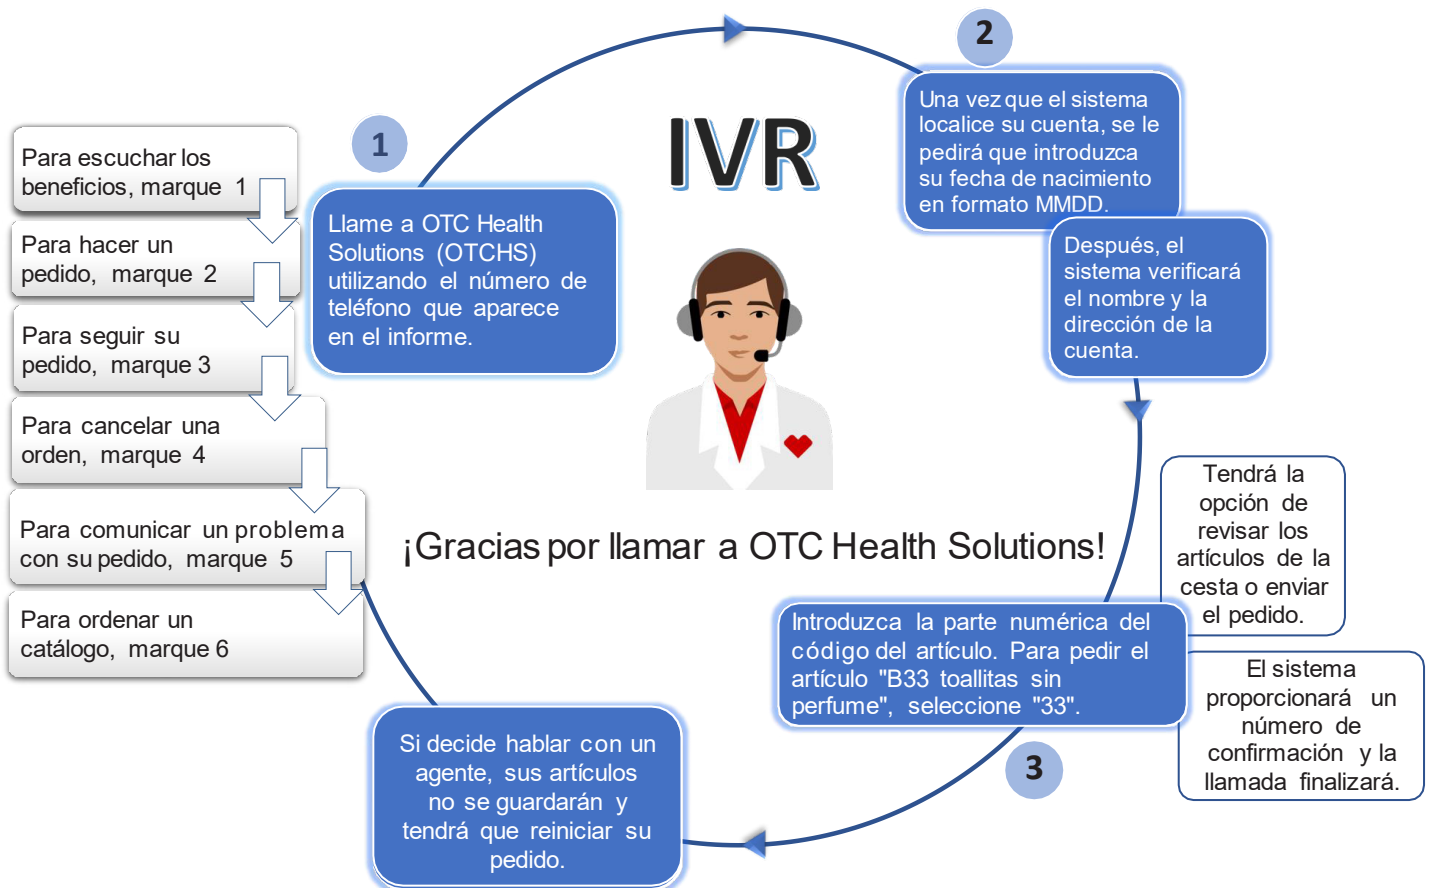 IVR
Para escuchar los
beneficios, marque 1
Para hacer un
pedido, marque 2
Para seguir su
pedido, marque 3
Para cancelar una
orden, marque 4
Para comunicar un problema
con su pedido, marque 5
Para ordenar un
catálogo, marque 6
1
Llame a OTC Health
Solutions (OTCHS)
utilizando el número de
teléfono que aparece
en el informe.
2
Una vez que el sistema
localice su cuenta, se le
pedirá que introduzca
su fecha de nacimiento
en formato MMDD.
Después, el
sistema verificará
el nombre y la
dirección de la
cuenta.
¡Gracias por llamar a OTC Health Solutions!
3
Introduzca la parte numérica del
código del artículo. Para pedir el
artículo "B33 toallitas sin
perfume", seleccione "33".
Tendrá la
opción de
revisar los
artículos de la
cesta o enviar
el pedido.
El sistema
proporcionará un
número de
confirmación y la
llamada finalizará.
Si decide hablar con un
agente, sus artículos
no se guardarán y
tendrá que reiniciar su
pedido.